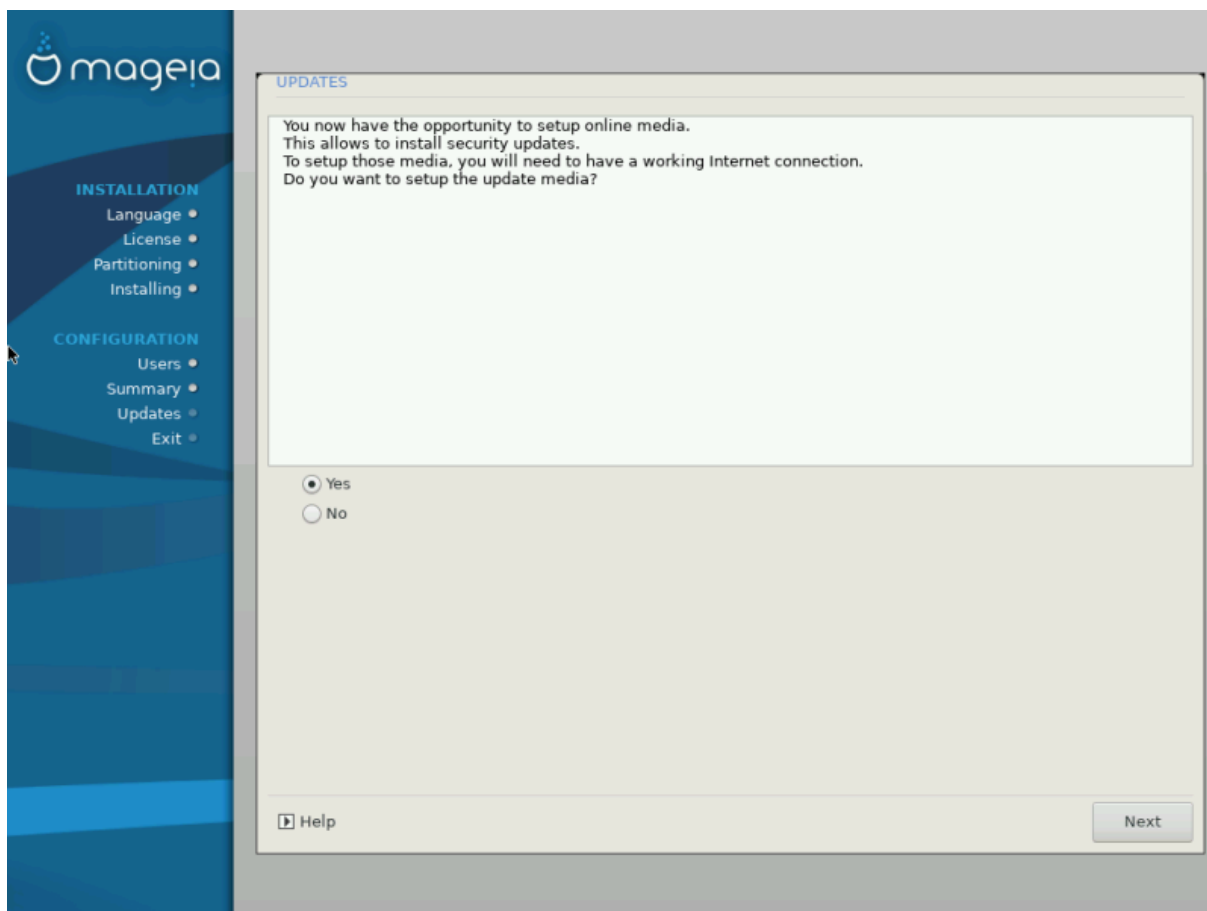 mageia
INSTALLATION
Language
License
Partitioning
Installing
CONFIGURATION
Users
Summary
Updates
Exit
UPDATES
You now have the opportunity to setup online media.
This allows to install security updates.
To setup those media, you will need to have a working Internet connection.
Do you want to setup the update media?
Yes
No
Help
Next